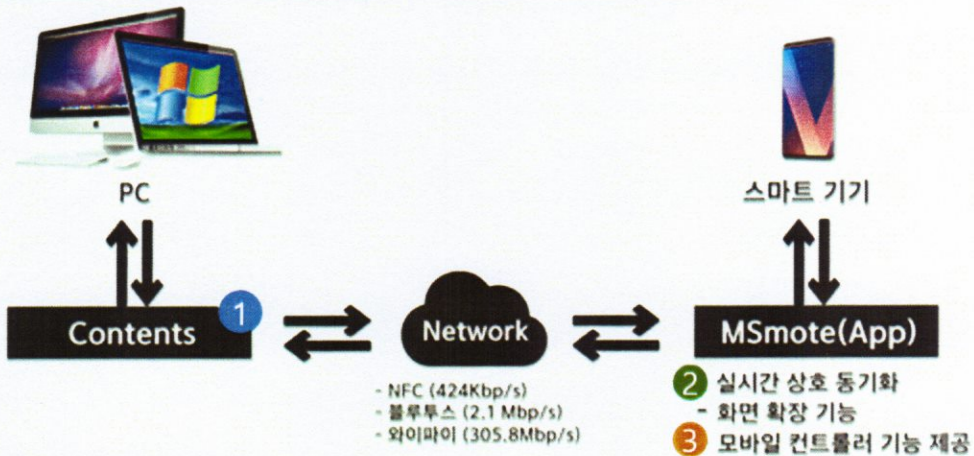 PC
스마트 기기
Contents
1
Network
MSmote(App)
- NFC (424Kbp/s)
-블루투스 (2.1 Mbp/s)
- 와이파이 (305.8Mbp/s)
2 실시간 상호 동기화
- 화면 확장 기능
3 모바일 컨트롤러 기능 제공